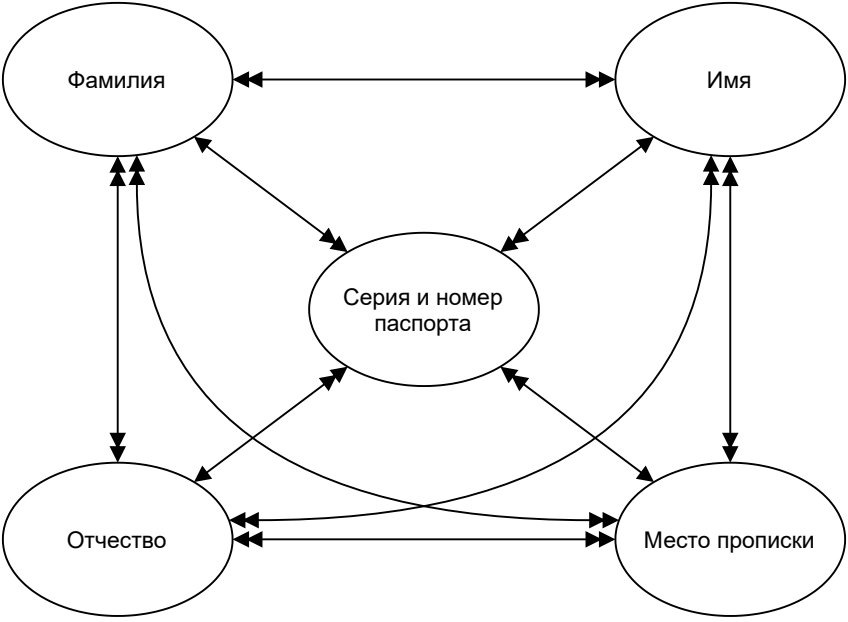 Фамилия
Имя
Серия и номер
паспорта
Отчество
Место прописки